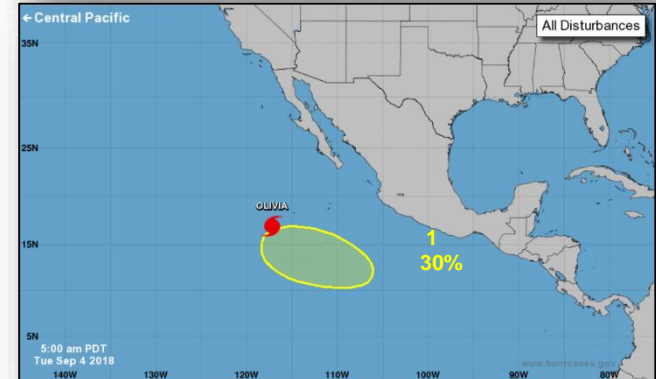 ← Central Pacific
All Disturbances
35N
25N
OLIVIA
15N
1
30%
5N
5:00 am PDT
Tue Sep 4 2018
www.hurricanes.gov
140W 130W 120W 110W 100W 90W 80W